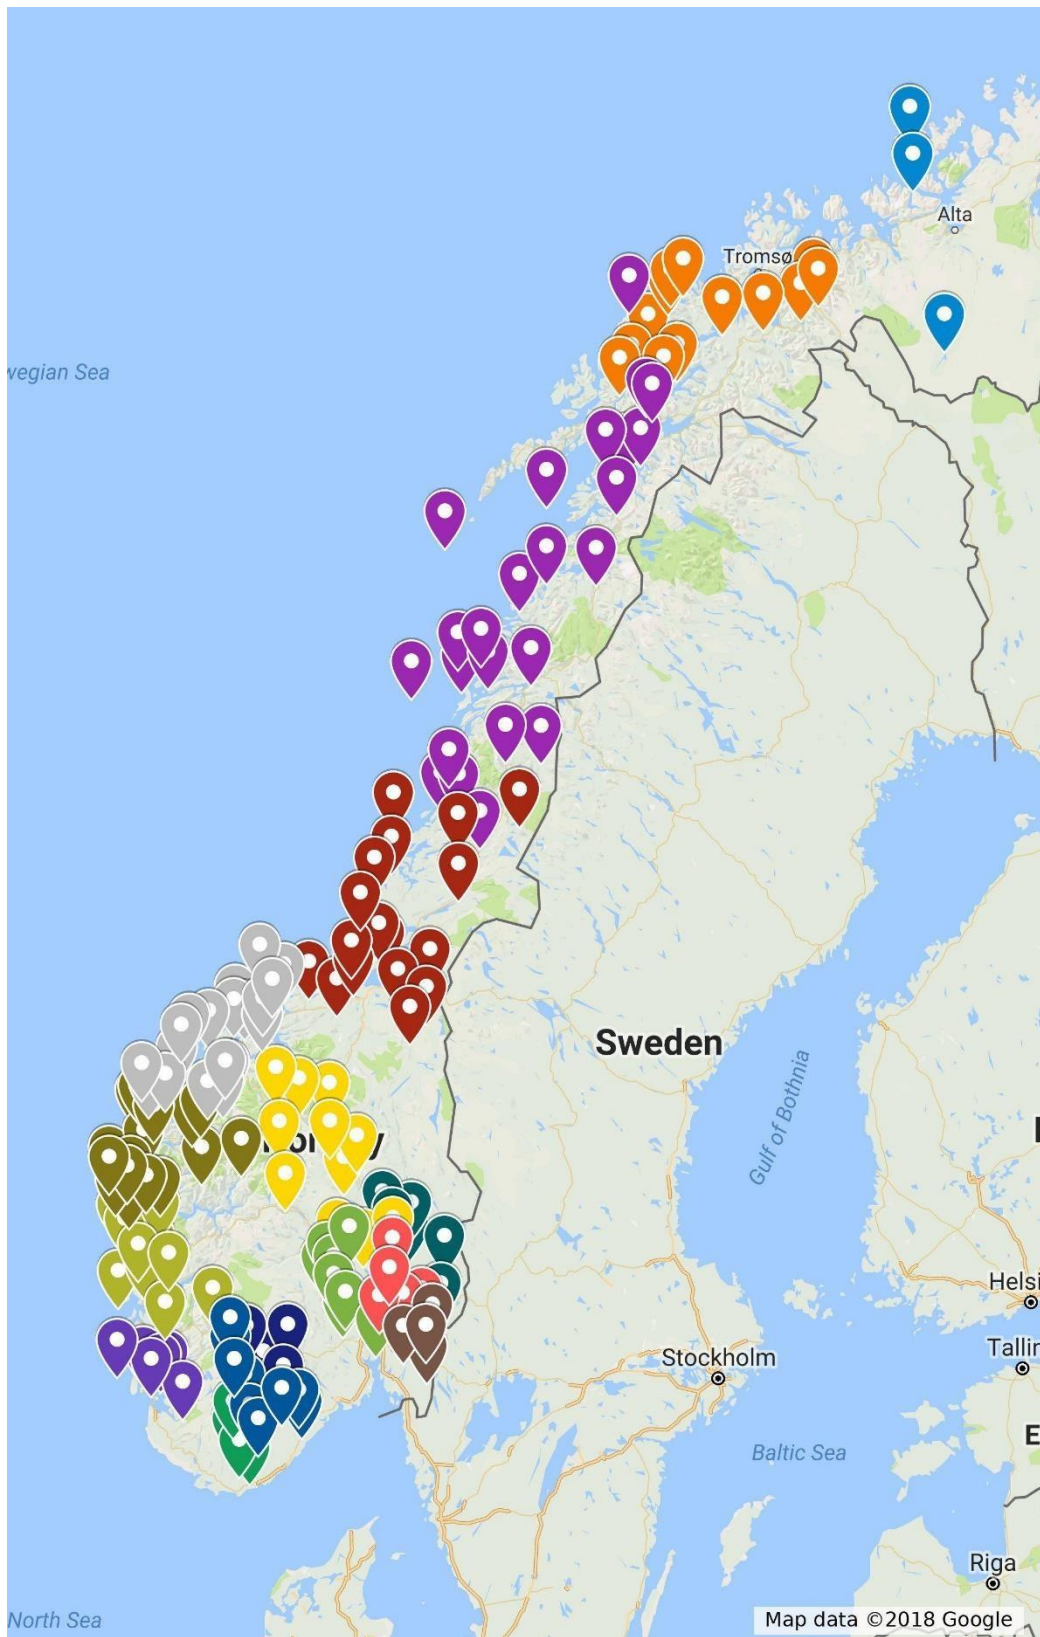 Alta
Tromsø
wegian Sea
Sweden
Gulf of Bothnia
Helsi
Tallin
Stockholm
E
Baltic Sea
Riga
North Sea
Map data ©2018 Google